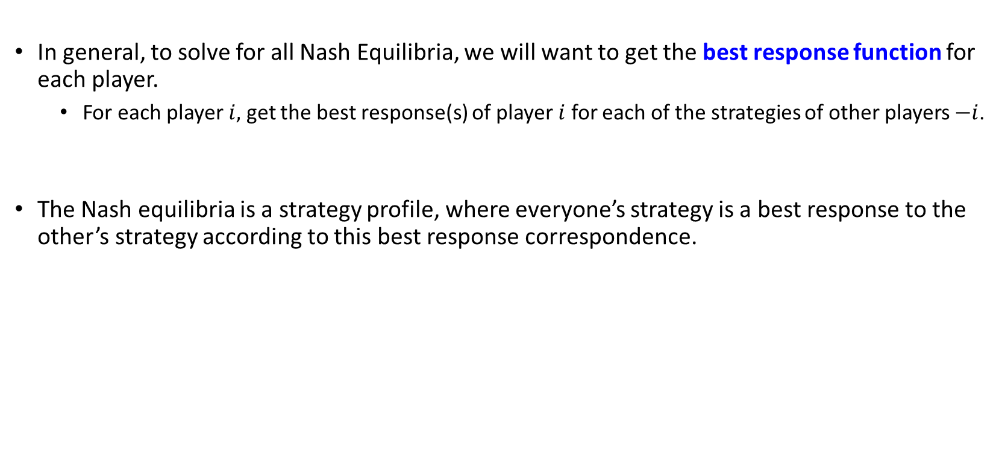 • In general, to solve for all Nash Equilibria, we will want to get the best response function for
each player.
• For each player i, get the best response(s) of player i for each of the strategies of other players −i.
• The Nash equilibria is a strategy profile, where everyone’s strategy is a best response to the
other’s strategy according to this best response correspondence.